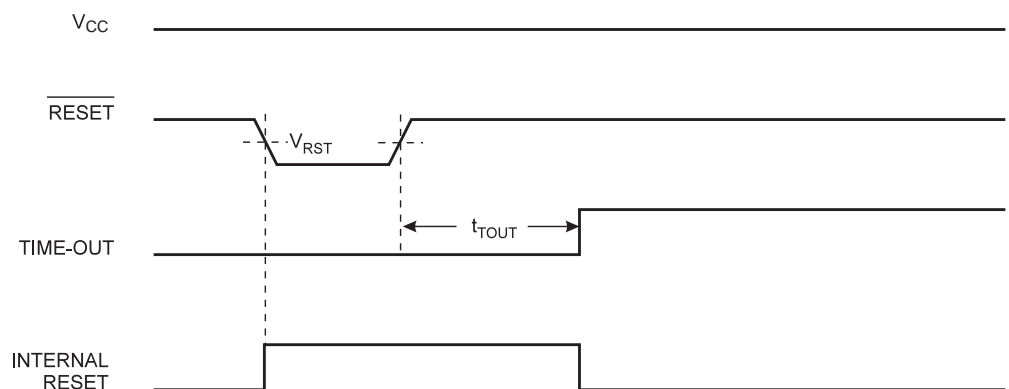 VCC
RESET
VRST
tTOUT
TIME-OUT
INTERNAL
RESET